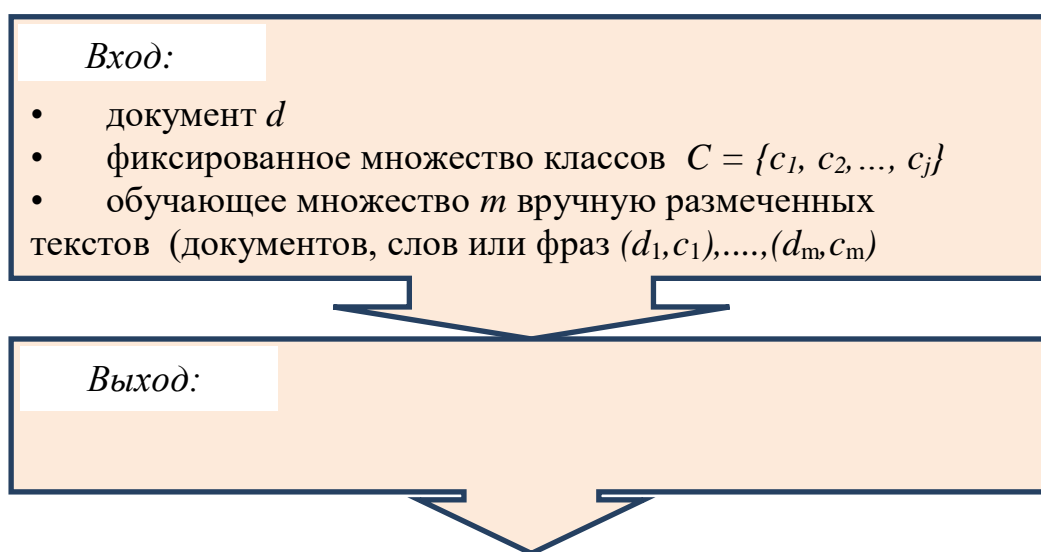 Вход:
• документ d
• фиксированное множество классов C = {c₁, c₂,..., cⱼ}
• обучающее множество m вручную размеченных
текстов (документов, слов или фраз (d₁,c₁),....,(dₘ,cₘ)
Выход: